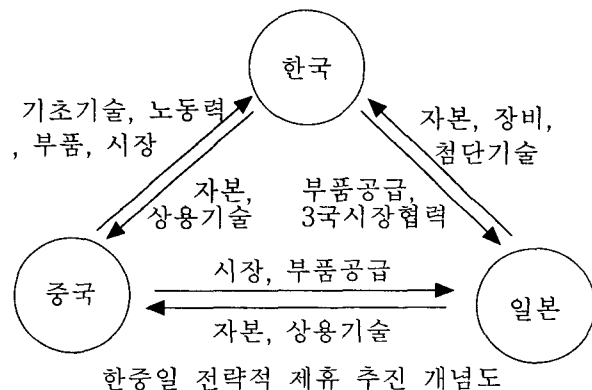 한국
기초기술, 노동력
, 부품, 시장
자본, 장비,
첨단기술
자본,
상용기술
부품공급,
3국시장협력
중국
시장, 부품공급
일본
자본, 상용기술
한중일 전략적 제휴 추진 개념도